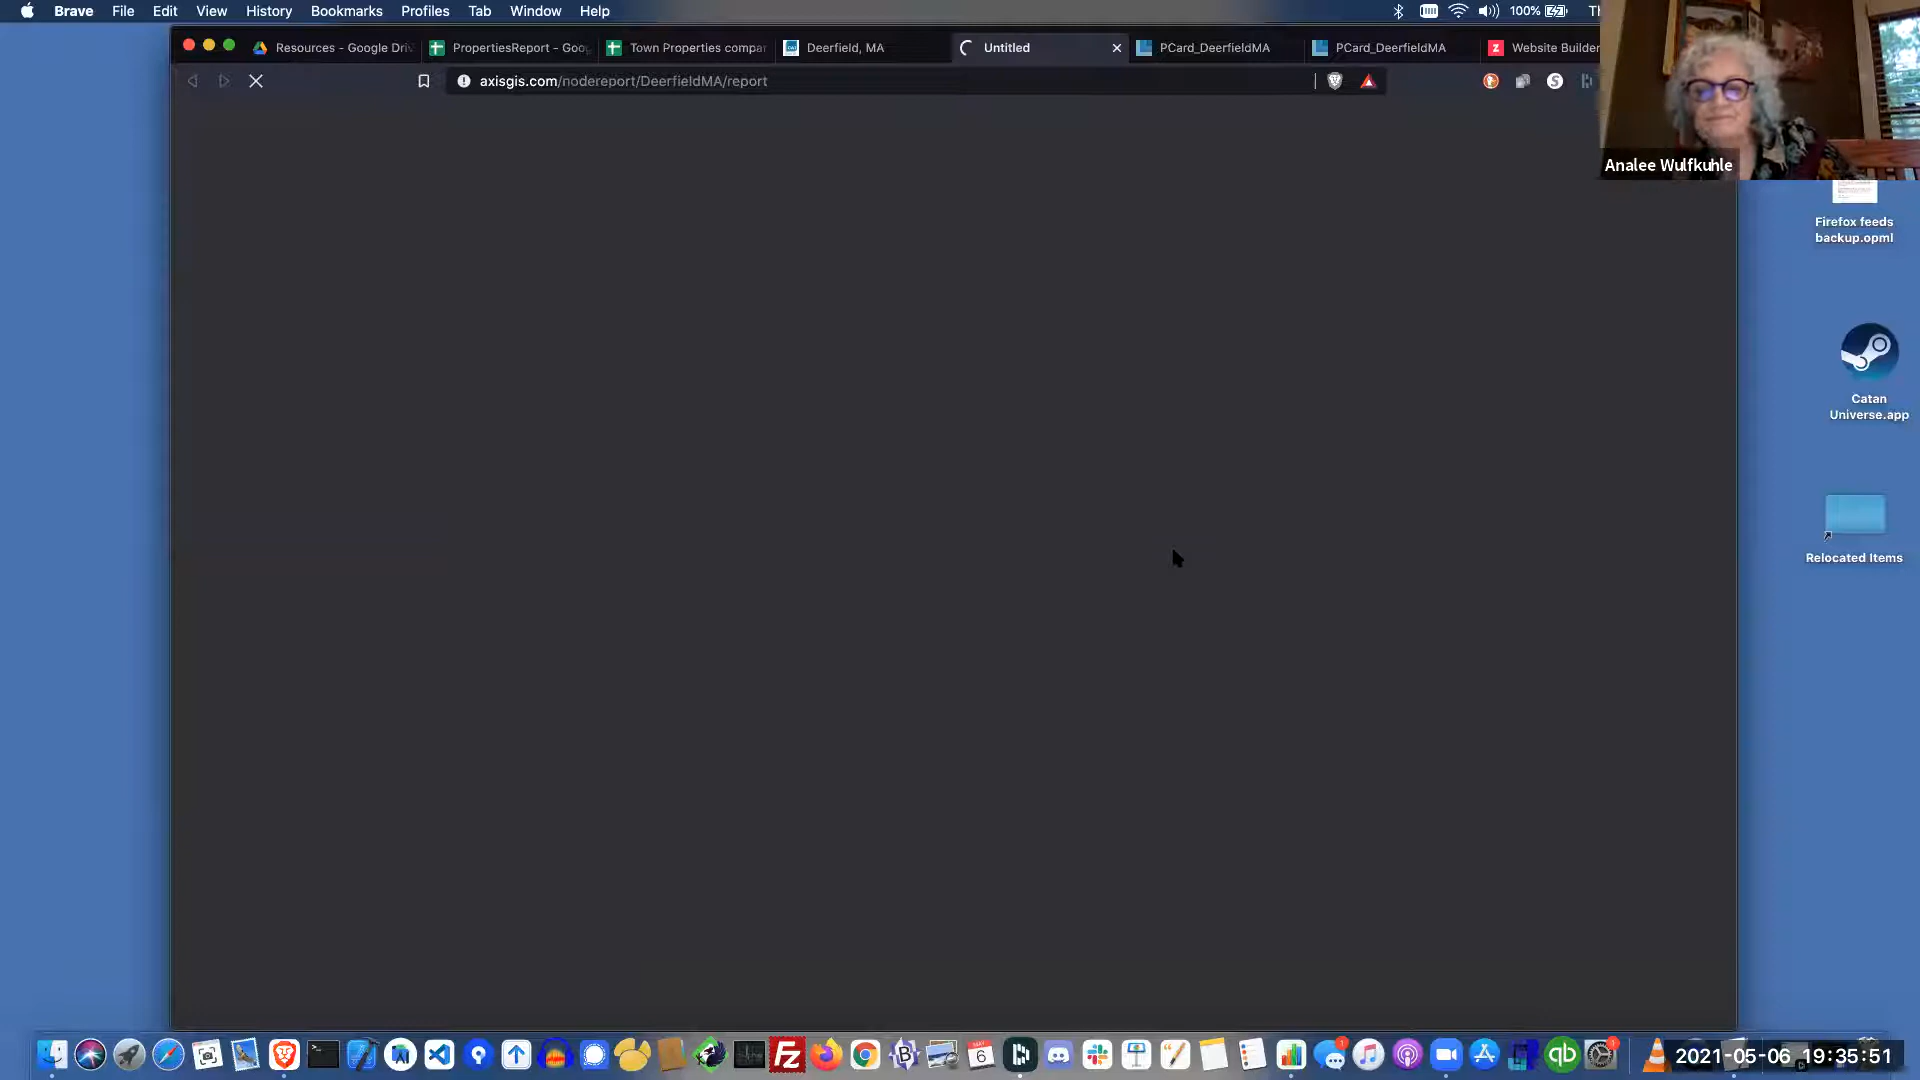 Brave File Edit View History Bookmarks Profiles Tab Window Help 100%
Resources - Google Dri PropertiesReport - Goo Town Properties compa Deerfield, MA Untitled PCard_DeerfieldMA PCard_DeerfieldMA Website Builder
axisgis.com/nodereport/DeerfieldMA/report
Analee Wulfkuhle
Firefox feeds
backup.opml
Catan
Universe.app
Relocated Items
2021-05-06 19:35:51